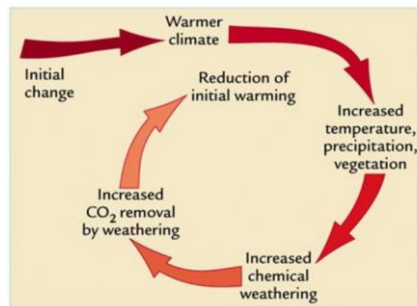 Warmer
climate
Initial
change
Reduction of
initial warming
Increased
temperature,
precipitation,
vegetation
Increased
CO₂ removal
by weathering
Increased
chemical
weathering